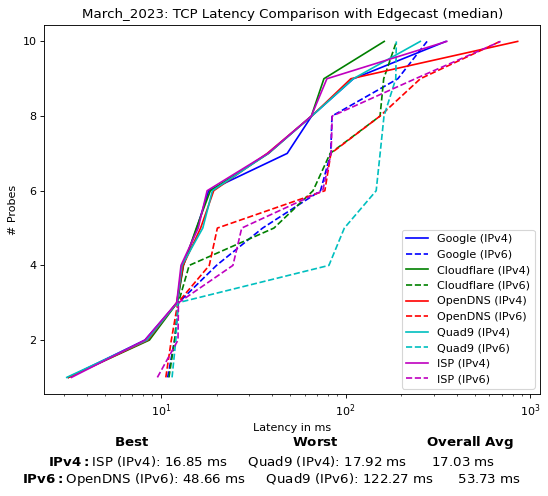 March_2023: TCP Latency Comparison with Edgecast (median)
# Probes
10
8
6
4
2
Google (IPv4)
Google (IPv6)
Cloudflare (IPv4)
Cloudflare (IPv6)
OpenDNS (IPv4)
OpenDNS (IPv6)
Quad9 (IPv4)
Quad9 (IPv6)
ISP (IPv4)
ISP (IPv6)
10¹ 10² 10³
Latency in ms
Best Worst Overall Avg
IPv4: ISP (IPv4): 16.85 ms Quad9 (IPv4): 17.92 ms 17.03 ms
IPv6: OpenDNS (IPv6): 48.66 ms Quad9 (IPv6): 122.27 ms 53.73 ms